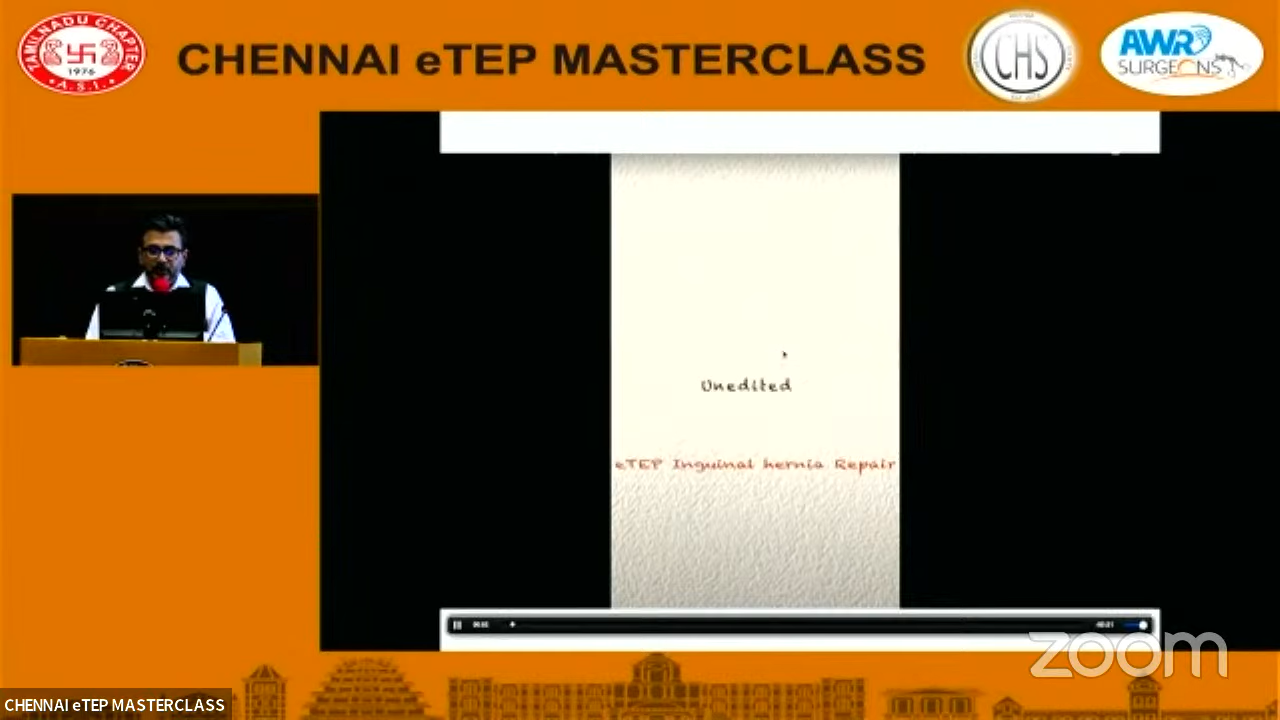 TAMILNADU CHAPTER
1976
A.S.I.
CHENNAI eTEP MASTERCLASS
CHS
AWR
SURGEONS
Unedited
eTEP Inguinal hernia Repair
zoom
CHENNAI eTEP MASTERCLASS